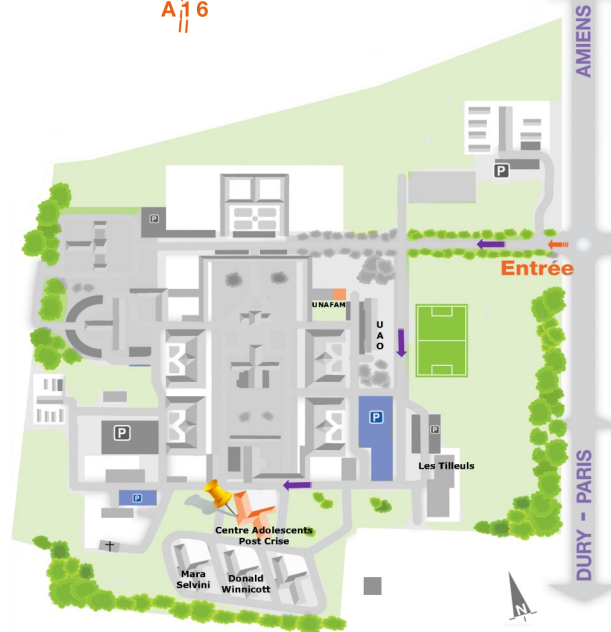 A16
AMIENS
P
P
Entrée
UNAFAM
U
A
O
P
P
P
Les Tilleuls
P
Centre Adolescents
Post Crise
Mara
Selvini
Donald
Winnicott
DURY - PARIS
N